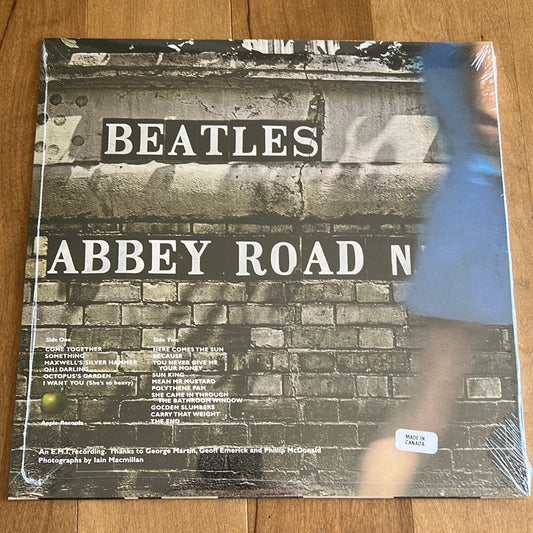 BEATLES
ABBEY ROAD N
Side One
COME TOGETHER
SOMETHING
MAXWELL'S SILVER HAMMER
OH! DARLING
OCTOPUS'S GARDEN
I WANT YOU (She's so heavy)
Side Two
HERE COMES THE SUN
BECAUSE
YOU NEVER GIVE ME
YOUR MONEY
SUN KING
MEAN MR MUSTARD
POLYTHENE PAM
SHE CAME IN THROUGH
THE BATHROOM WINDOW
GOLDEN SLUMBERS
CARRY THAT WEIGHT
THE END
Apple Records
MADE IN
CANADA
An E.M.I. recording. Thanks to George Martin, Geoff Emerick and Phillip McDonald
Photographs by Iain Macmillan